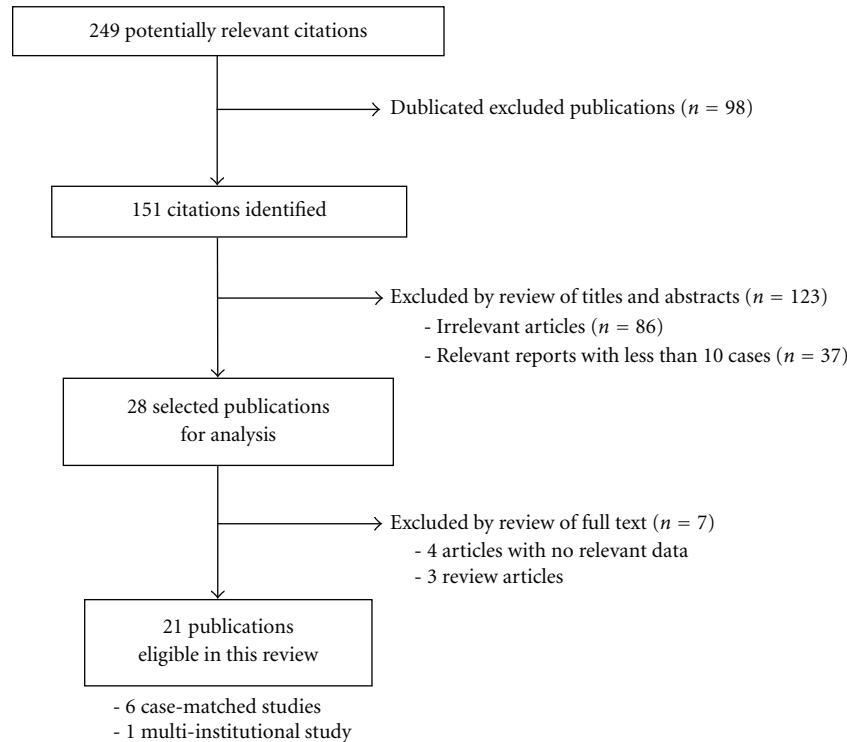 249 potentially relevant citations
Dublicated excluded publications (n = 98)
151 citations identified
Excluded by review of titles and abstracts (n = 123)
- Irrelevant articles (n = 86)
- Relevant reports with less than 10 cases (n = 37)
28 selected publications
for analysis
Excluded by review of full text (n = 7)
- 4 articles with no relevant data
- 3 review articles
21 publications
eligible in this review
- 6 case-matched studies
- 1 multi-institutional study